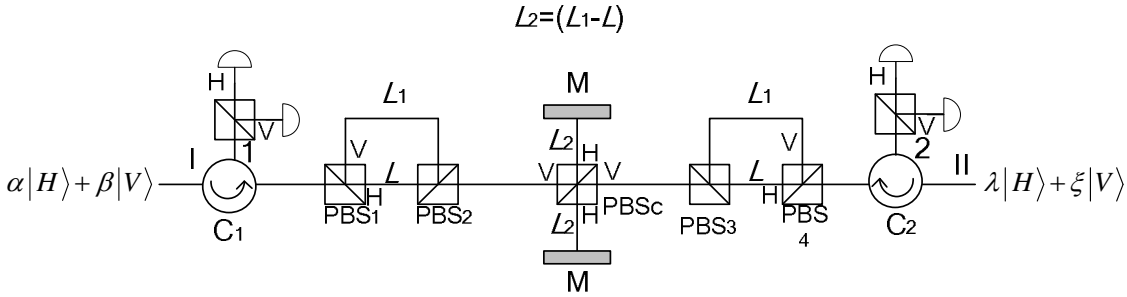 L2=(L1-L)
H
V
1
I
α|H⟩+β|V⟩
C1
L1
V
H
L
PBS1
PBS2
M
L2
H
V
V
H
PBSC
L2
M
L1
V
L
H
PBS3
PBS
4
H
V
2
II
λ|H⟩+ξ|V⟩
C2